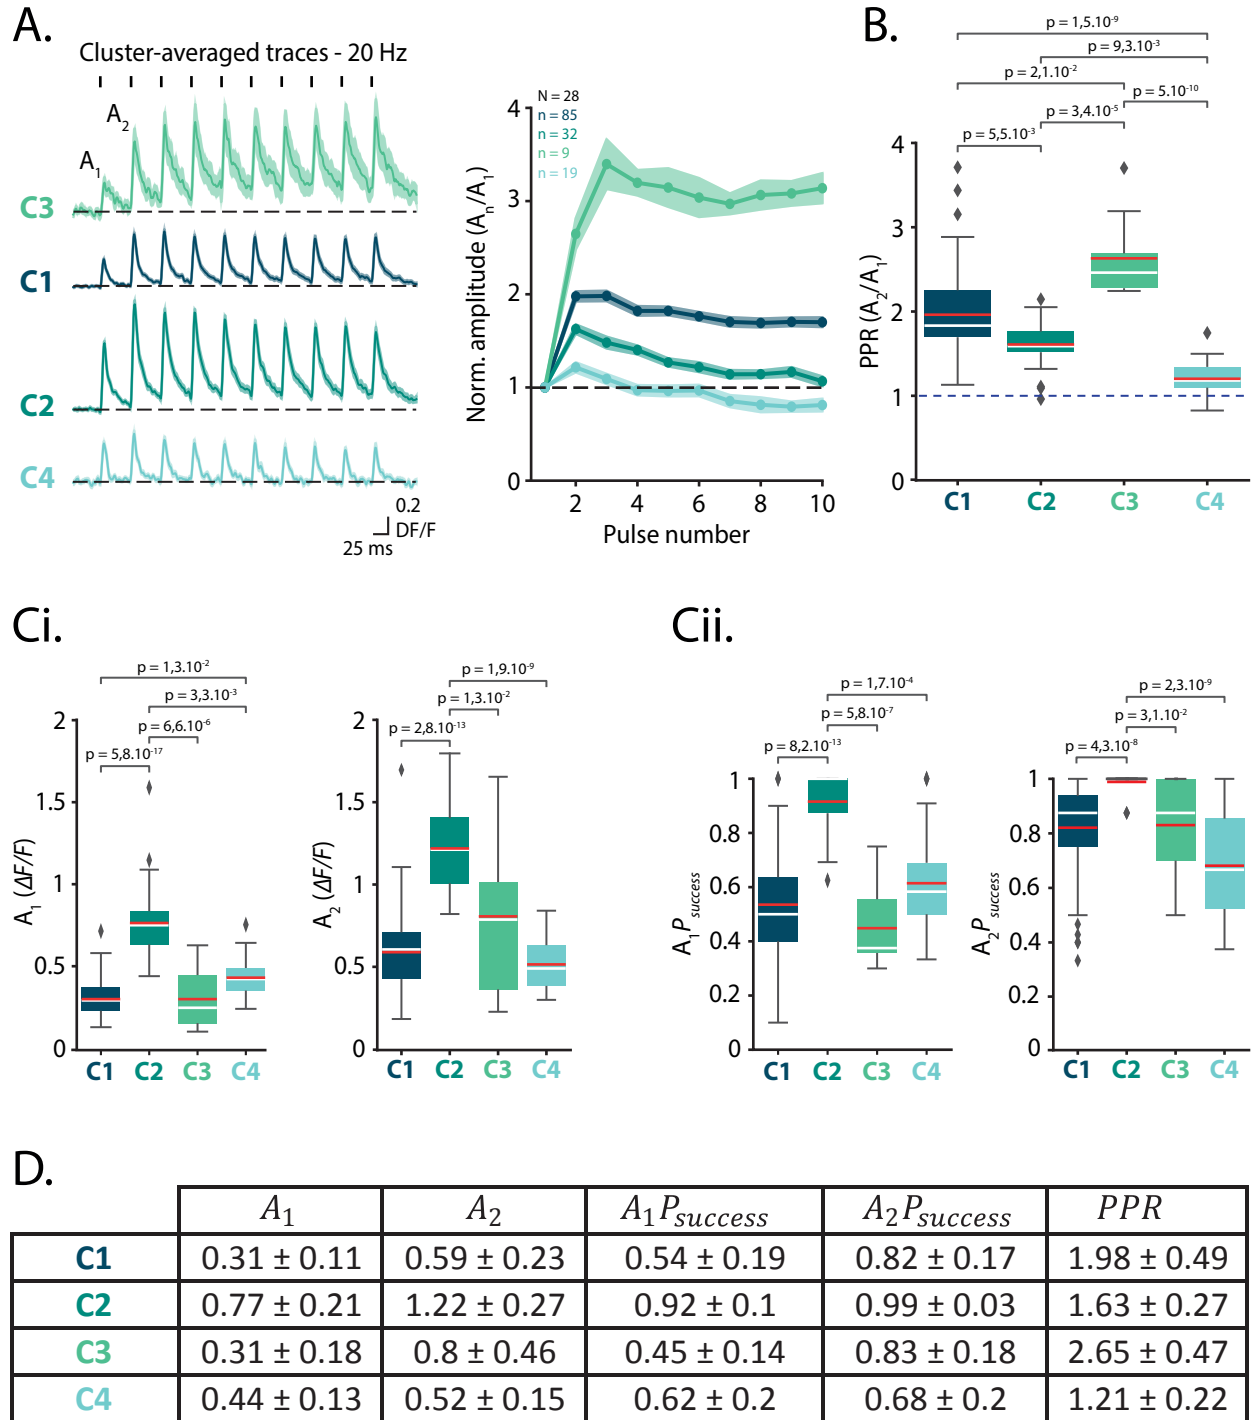 A.
Cluster-averaged traces - 20 Hz
A1
A2
C3
C1
C2
C4
0.2
DF/F
25 ms
N = 28
n = 85
n = 32
n = 9
n = 19
Norm. amplitude (An/A1)
4
3
2
1
0
2 4 6 8 10
Pulse number
B.
p = 1,5.10-9
p = 9,3.10-3
p = 2,1.10-2
p = 5.10-10
p = 3,4.10-5
p = 5,5.10-3
PPR (A2/A1)
4
3
2
1
0
C1 C2 C3 C4
Ci.
p = 1,3.10-2
p = 3,3.10-3
p = 6,6.10-6
p = 5,8.10-17
A1 (ΔF/F)
2
1.5
1
0.5
0
C1 C2 C3 C4
p = 1,9.10-9
p = 1,3.10-2
p = 2,8.10-13
A2 (ΔF/F)
2
1.5
1
0.5
0
C1 C2 C3 C4
Cii.
p = 1,7.10-4
p = 5,8.10-7
p = 8,2.10-13
A1Psuccess
1
0.8
0.6
0.4
0.2
0
C1 C2 C3 C4
p = 2,3.10-9
p = 3,1.10-2
p = 4,3.10-8
A2Psuccess
1
0.8
0.6
0.4
0.2
0
C1 C2 C3 C4
D.
A1 A2 A1Psuccess A2Psuccess PPR
C1 0.31 ± 0.11 0.59 ± 0.23 0.54 ± 0.19 0.82 ± 0.17 1.98 ± 0.49
C2 0.77 ± 0.21 1.22 ± 0.27 0.92 ± 0.1 0.99 ± 0.03 1.63 ± 0.27
C3 0.31 ± 0.18 0.8 ± 0.46 0.45 ± 0.14 0.83 ± 0.18 2.65 ± 0.47
C4 0.44 ± 0.13 0.52 ± 0.15 0.62 ± 0.2 0.68 ± 0.2 1.21 ± 0.22